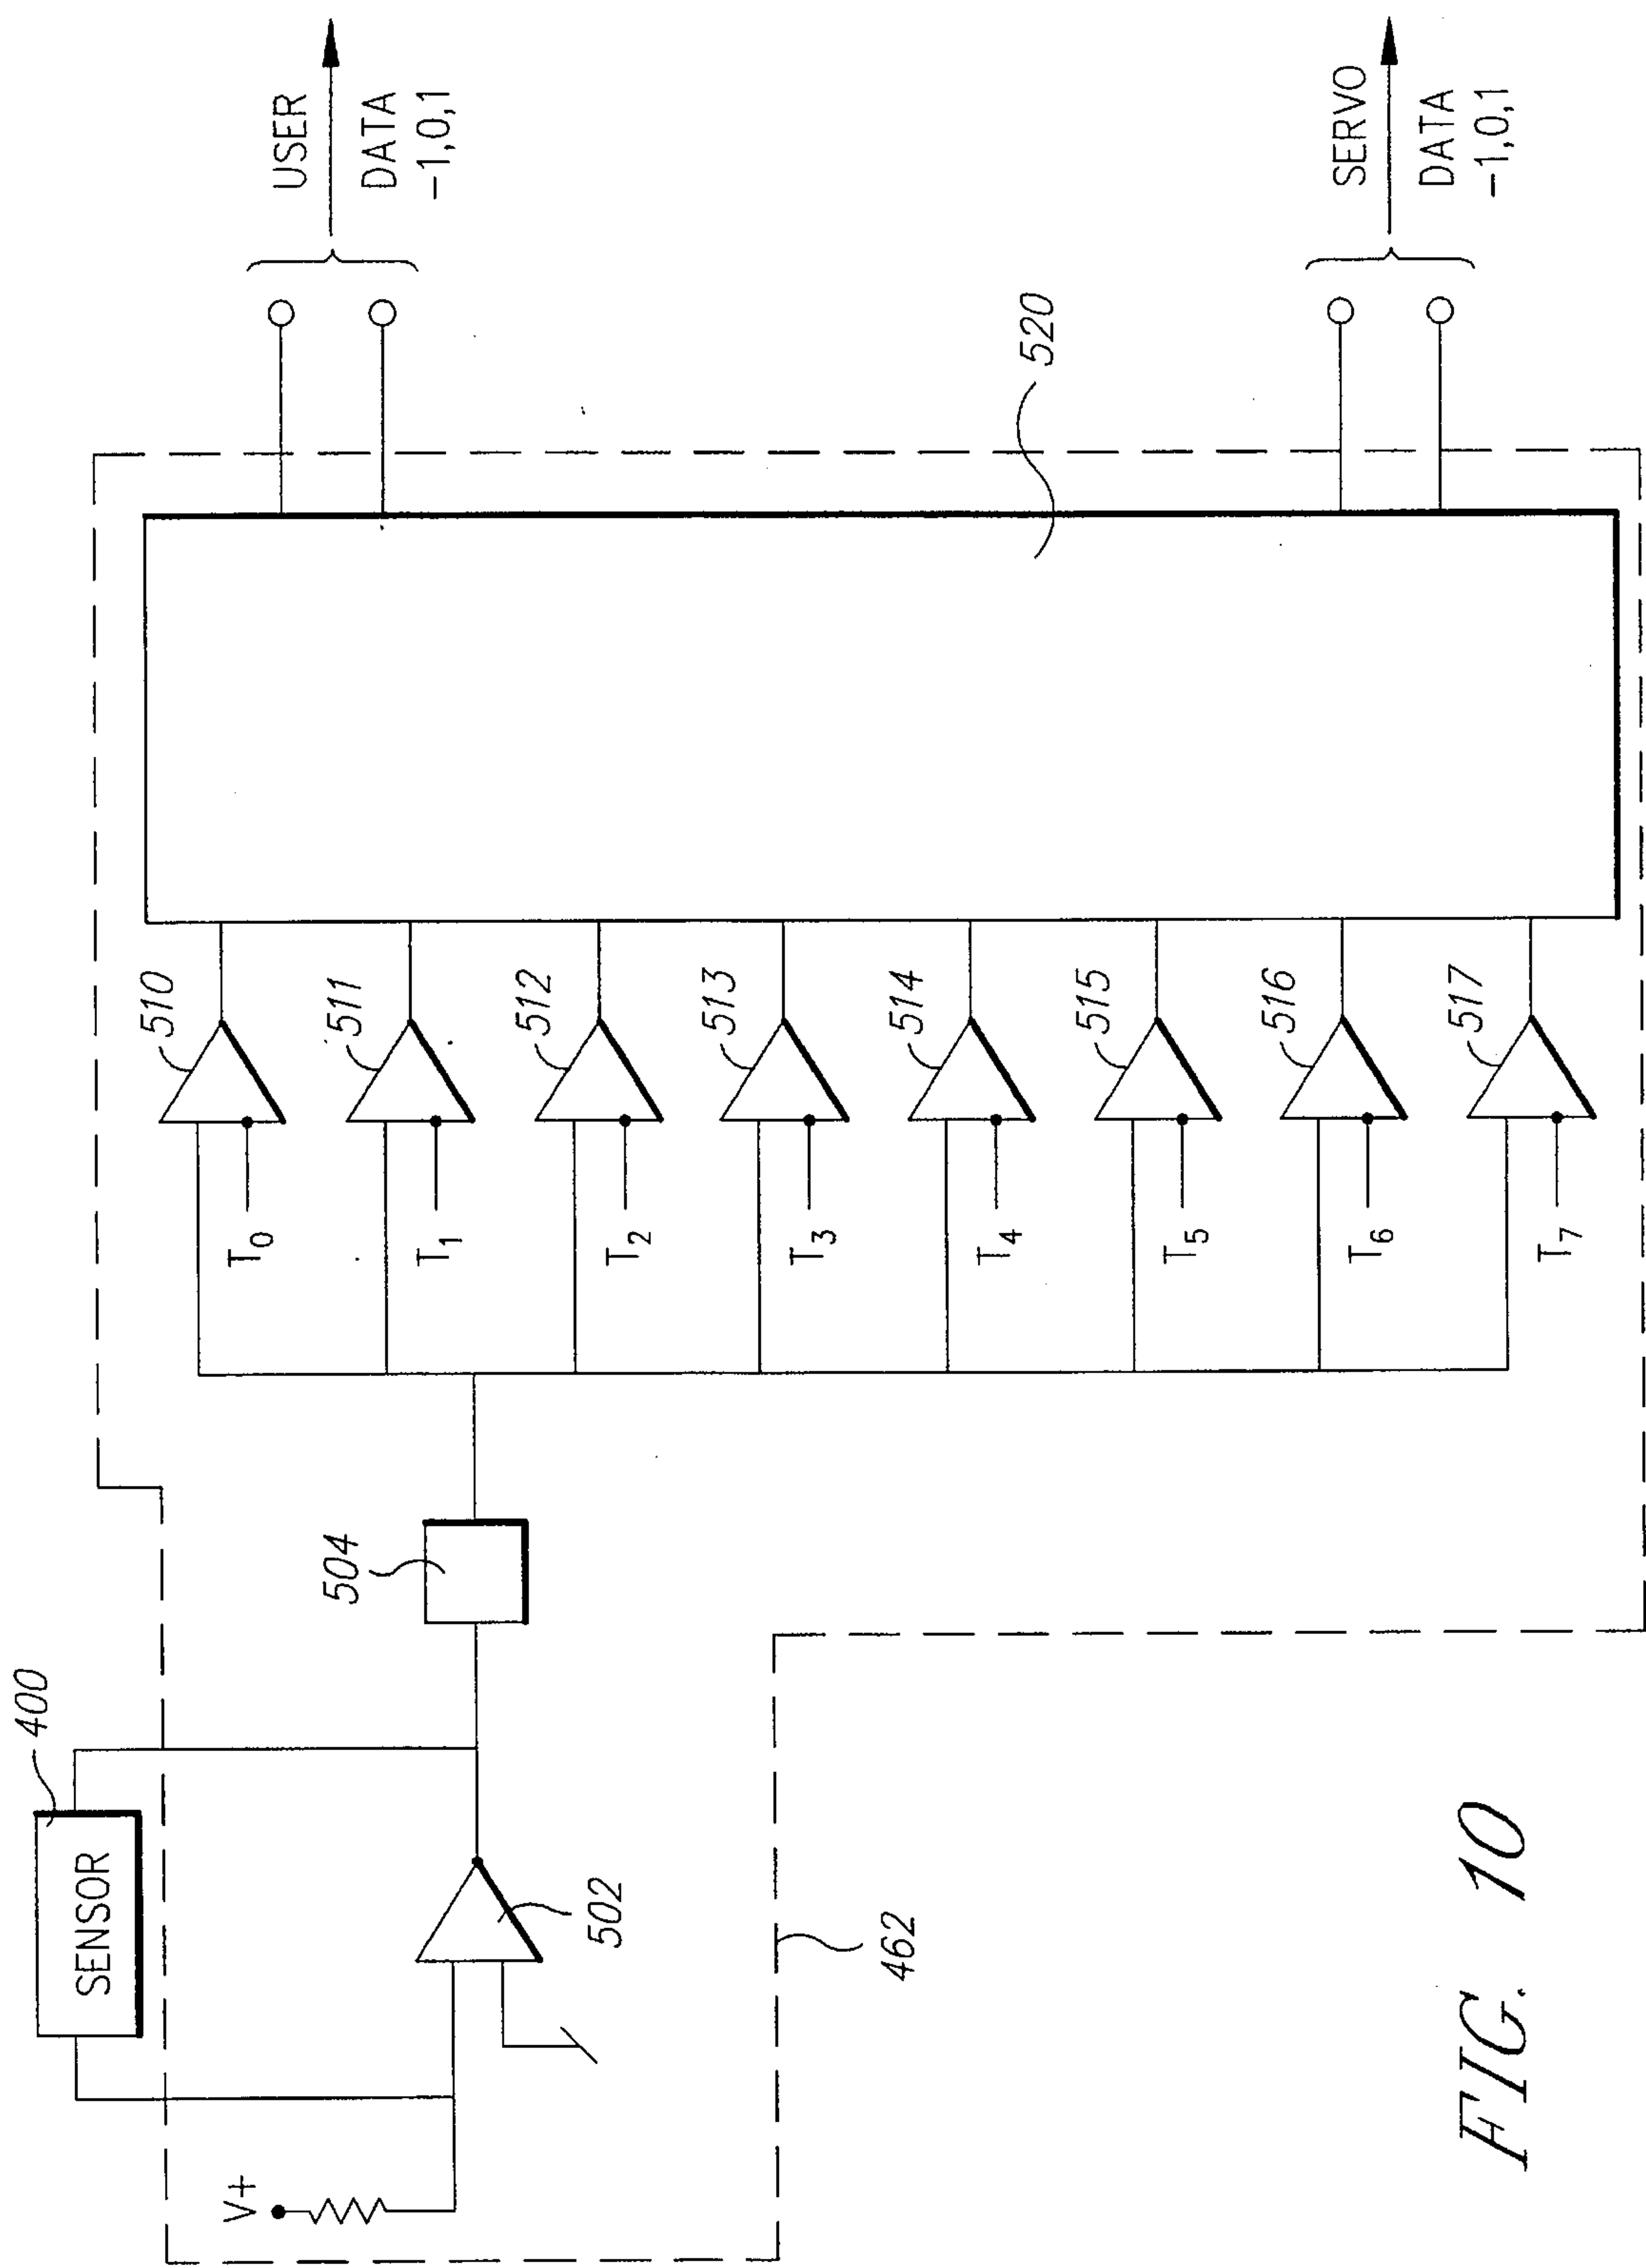 400
SENSOR
V+
502
504
462
510
511
512
513
514
515
516
517
T0
T1
T2
T3
T4
T5
T6
T7
520
USER
DATA
-1,0,1
SERVO
DATA
-1,0,1
FIG. 10